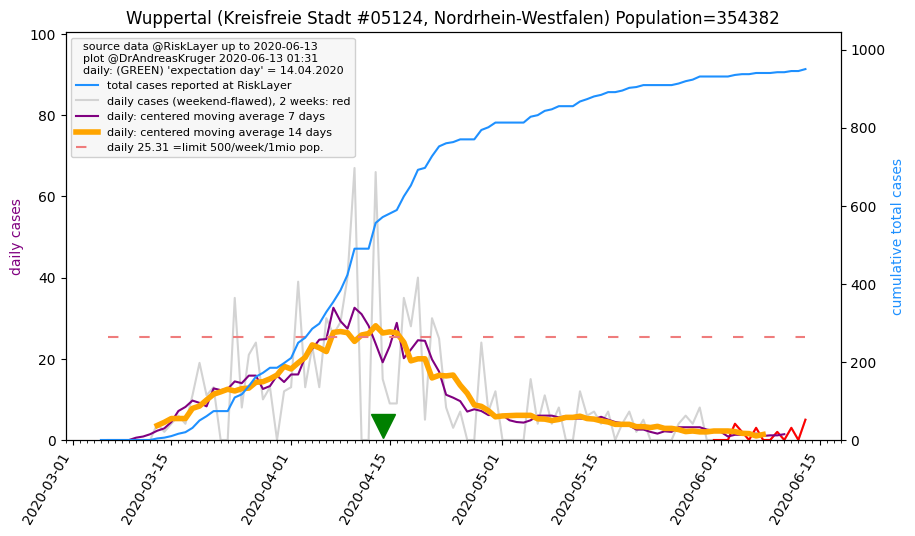 Wuppertal (Kreisfreie Stadt #05124, Nordrhein-Westfalen) Population=354382
source data @RiskLayer up to 2020-06-13
plot @DrAndreasKruger 2020-06-13 01:31
daily: (GREEN) 'expectation day' = 14.04.2020
total cases reported at RiskLayer
daily cases (weekend-flawed), 2 weeks: red
daily: centered moving average 7 days
daily: centered moving average 14 days
daily 25.31 =limit 500/week/1mio pop.
daily cases
100
80
60
40
20
0
cumulative total cases
1000
800
600
400
200
0
2020-03-01
2020-03-15
2020-04-01
2020-04-15
2020-05-01
2020-05-15
2020-06-01
2020-06-15